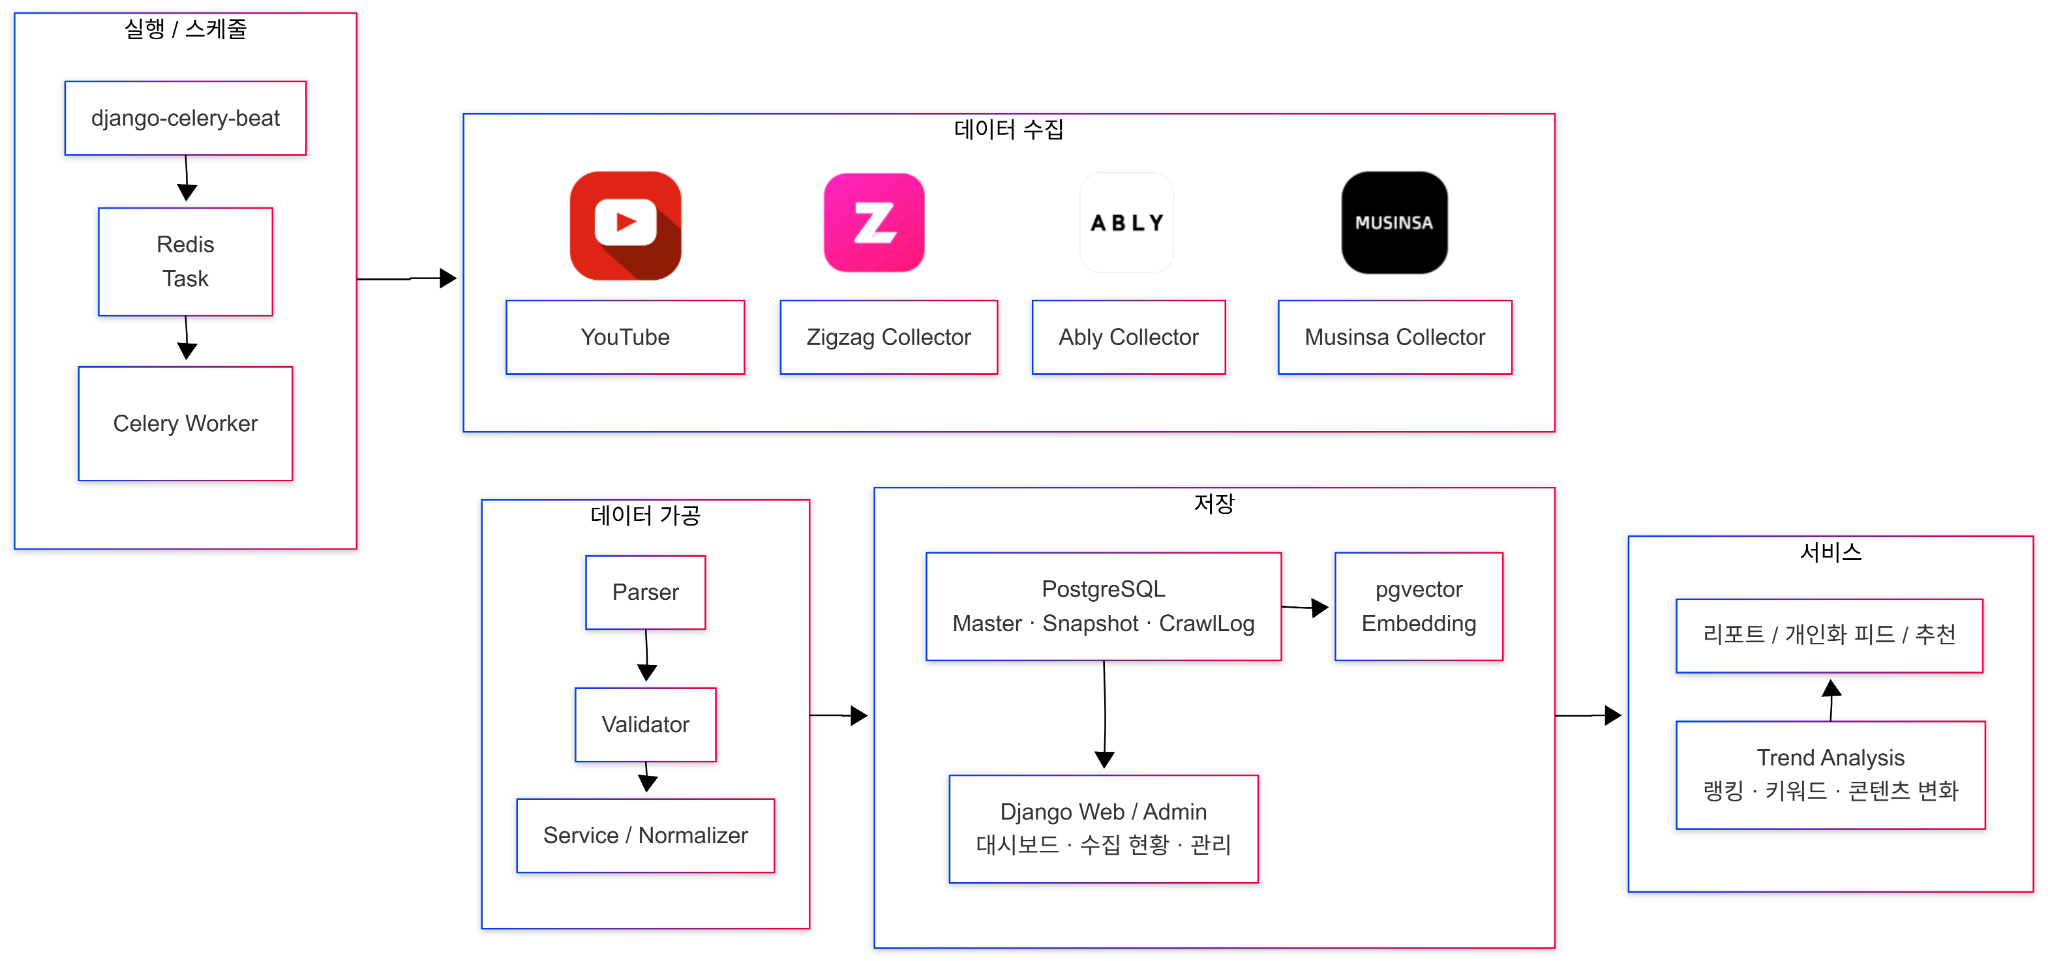 실행 / 스케줄
django-celery-beat
Redis
Task
Celery Worker
데이터 수집
Z
ABLY
MUSINSA
YouTube
Zigzag Collector
Ably Collector
Musinsa Collector
데이터 가공
Parser
Validator
Service / Normalizer
저장
PostgreSQL
Master · Snapshot · CrawlLog
pgvector
Embedding
Django Web / Admin
대시보드 · 수집 현황 · 관리
서비스
리포트 / 개인화 피드 / 추천
Trend Analysis
랭킹 · 키워드 · 콘텐츠 변화